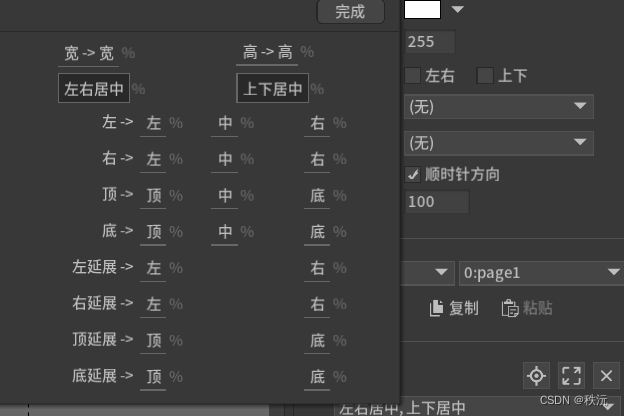 完成
宽 -> 宽 %
高 -> 高 %
左右居中 %
上下居中 %
左 -> 左 % 中 % 右 %
右 -> 左 % 中 % 右 %
顶 -> 顶 % 中 % 底 %
底 -> 顶 % 中 % 底 %
左延展 -> 左 % 右 %
右延展 -> 左 % 右 %
顶延展 -> 顶 % 底 %
底延展 -> 顶 % 底 %
255
左右 上下
(无)
(无)
顺时针方向
100
0:page1
复制 粘贴
左右居中, 上下居中
CSDN @秩沅